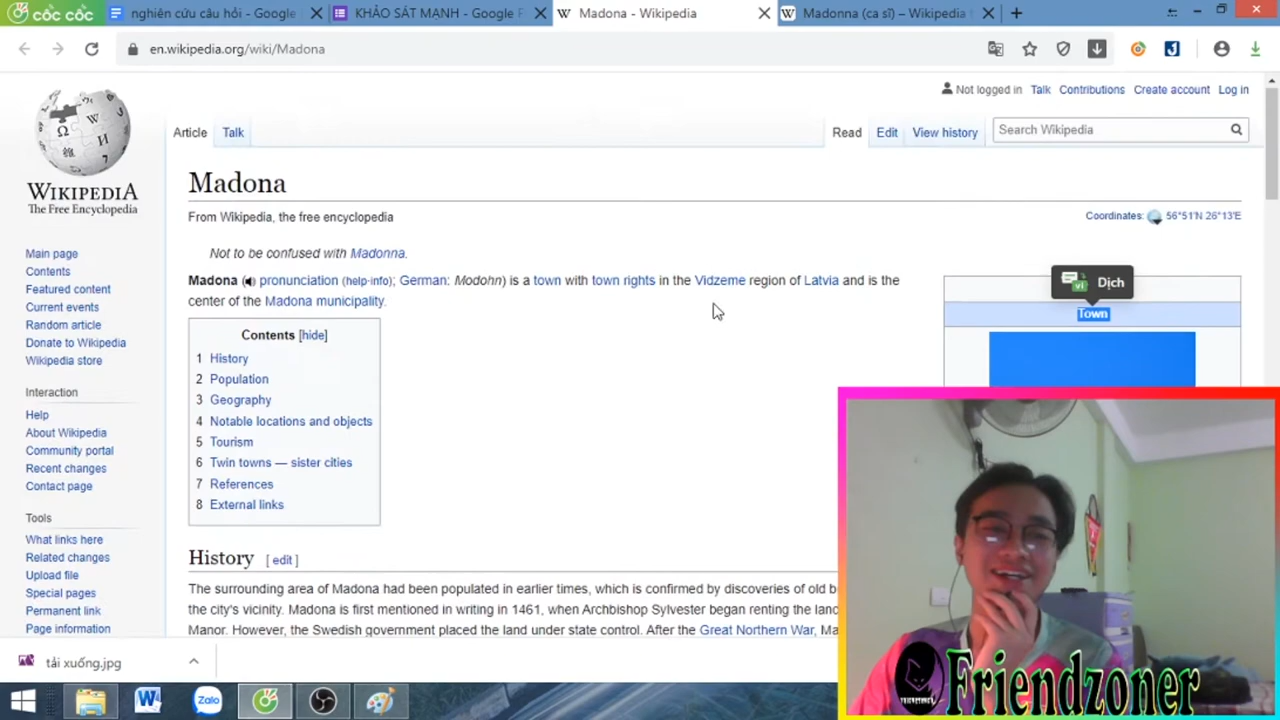 cốc cốc
nghiên cứu câu hỏi - Google
KHẢO SÁT MẠNH - Google F
Madona - Wikipedia
Madonna (ca sĩ) – Wikipedia
en.wikipedia.org/wiki/Madona
Not logged in Talk Contributions Create account Log in
Article Talk
Read Edit View history
Search Wikipedia
WIKIPEDIA
The Free Encyclopedia
Madona
From Wikipedia, the free encyclopedia
Coordinates: 56°51′N 26°13′E
Not to be confused with Madonna.
Madona ( pronunciation (help·info); German: Modohn) is a town with town rights in the Vidzeme region of Latvia and is the
center of the Madona municipality.
Dịch
Town
Main page
Contents
Featured content
Current events
Random article
Donate to Wikipedia
Wikipedia store
Interaction
Help
About Wikipedia
Community portal
Recent changes
Contact page
Tools
What links here
Related changes
Upload file
Special pages
Permanent link
Page information
Contents [hide]
1 History
2 Population
3 Geography
4 Notable locations and objects
5 Tourism
6 Twin towns — sister cities
7 References
8 External links
History [ edit ]
The surrounding area of Madona had been populated in earlier times, which is confirmed by discoveries of old
the city's vicinity. Madona is first mentioned in writing in 1461, when Archbishop Sylvester began renting the land
Manor. However, the Swedish government placed the land under state control. After the Great Northern War, Ma
tải xuống.jpg
Zalo
Friendzoner